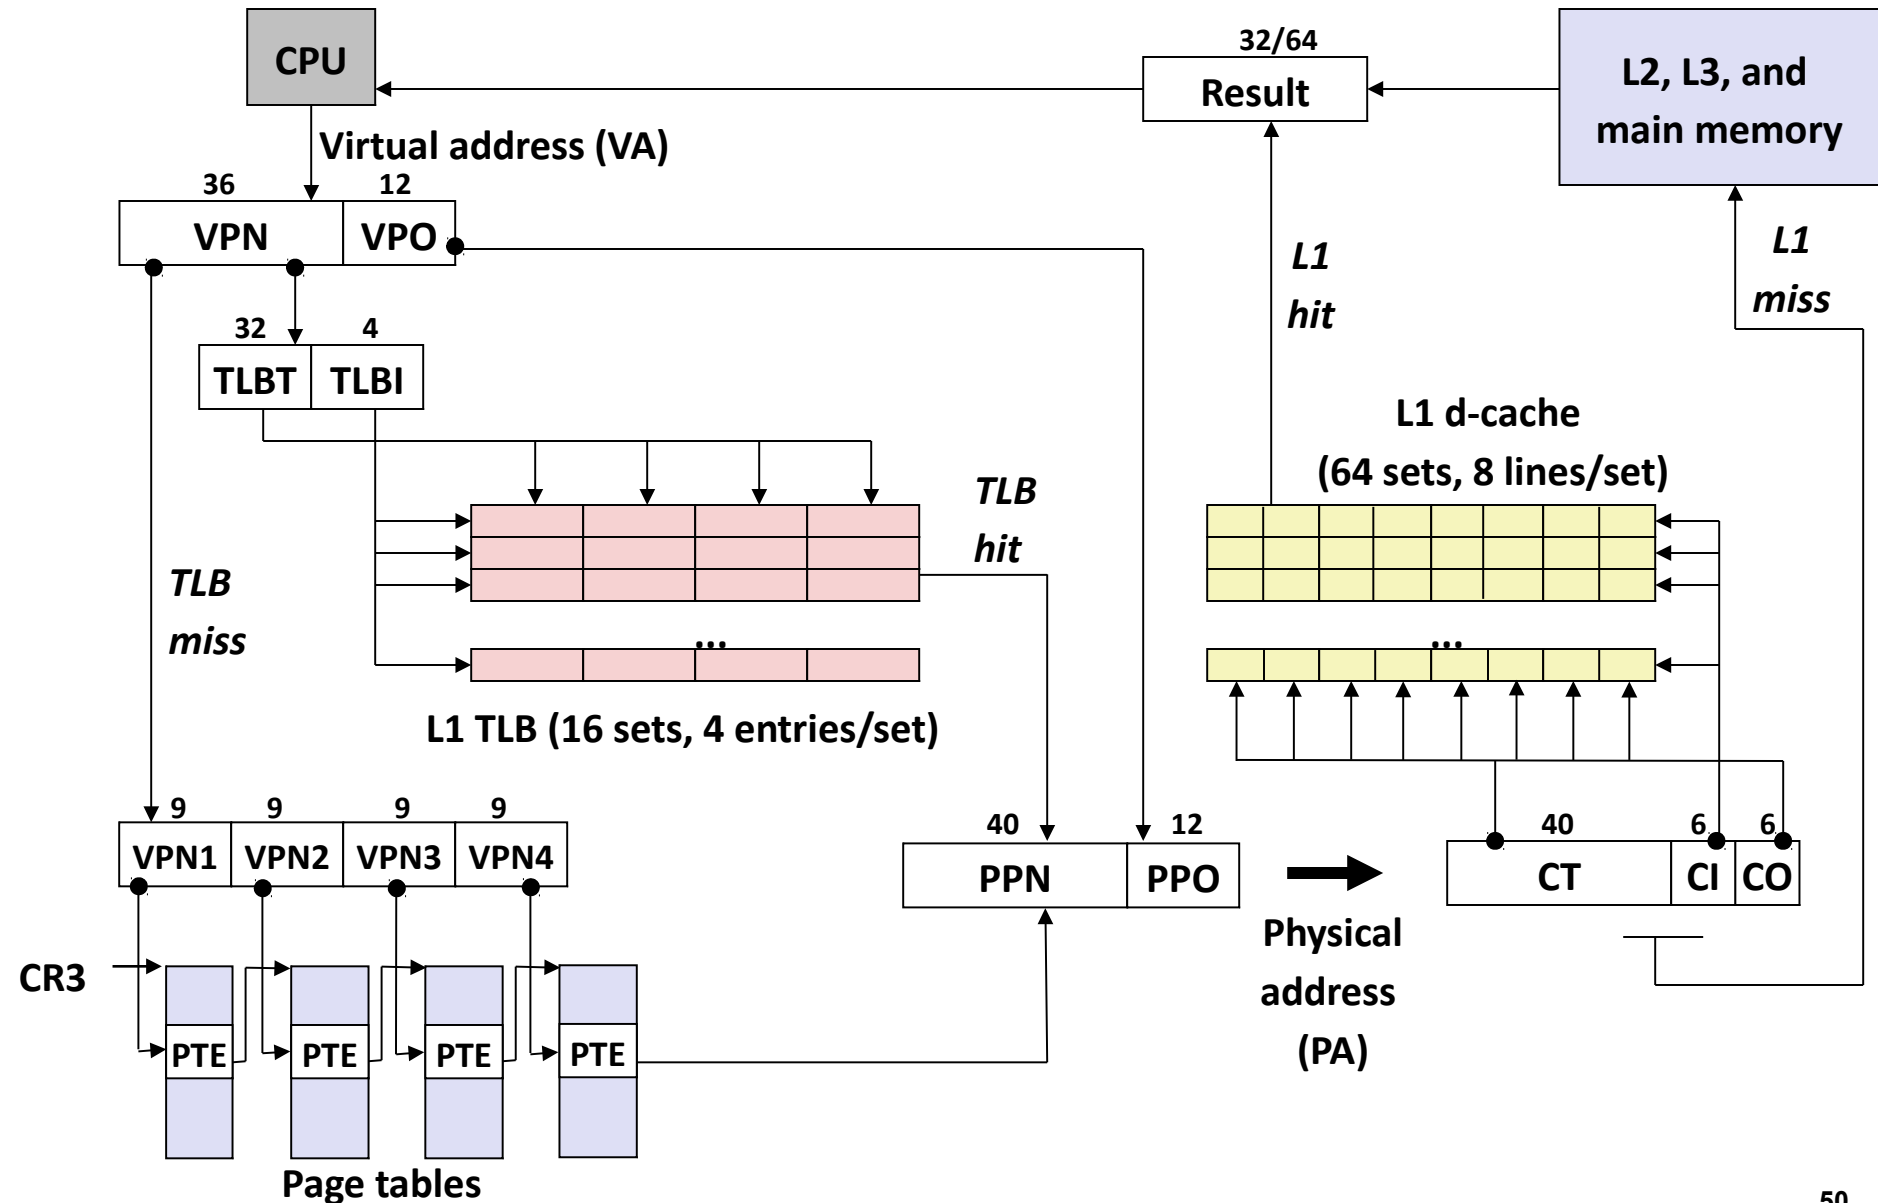 CPU
32/64
Result
L2, L3, and
main memory
Virtual address (VA)
36
12
VPN
VPO
L1
hit
L1
miss
32
4
TLBT
TLBI
L1 d-cache
(64 sets, 8 lines/set)
TLB
hit
TLB
miss
...
...
L1 TLB (16 sets, 4 entries/set)
9
9
9
9
VPN1
VPN2
VPN3
VPN4
40
12
PPN
PPO
40
6
6
CT
CI
CO
Physical
address
(PA)
CR3
PTE
PTE
PTE
PTE
Page tables
50